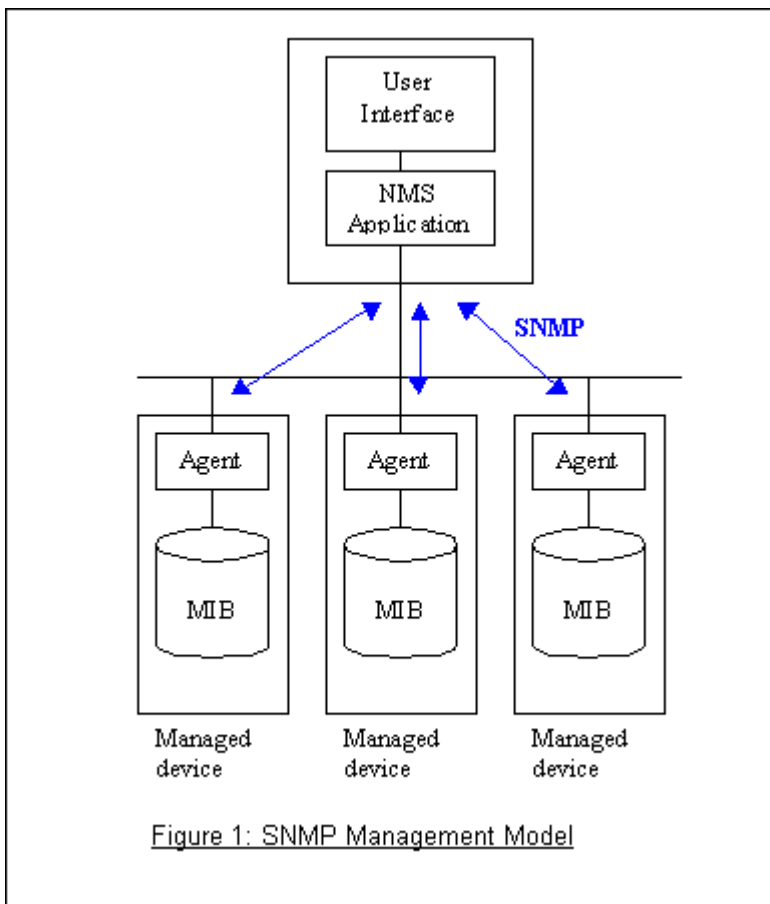 User
Interface
NMS
Application
SNMP
Agent
Agent
Agent
MIB
MIB
MIB
Managed
device
Managed
device
Managed
device
Figure 1: SNMP Management Model